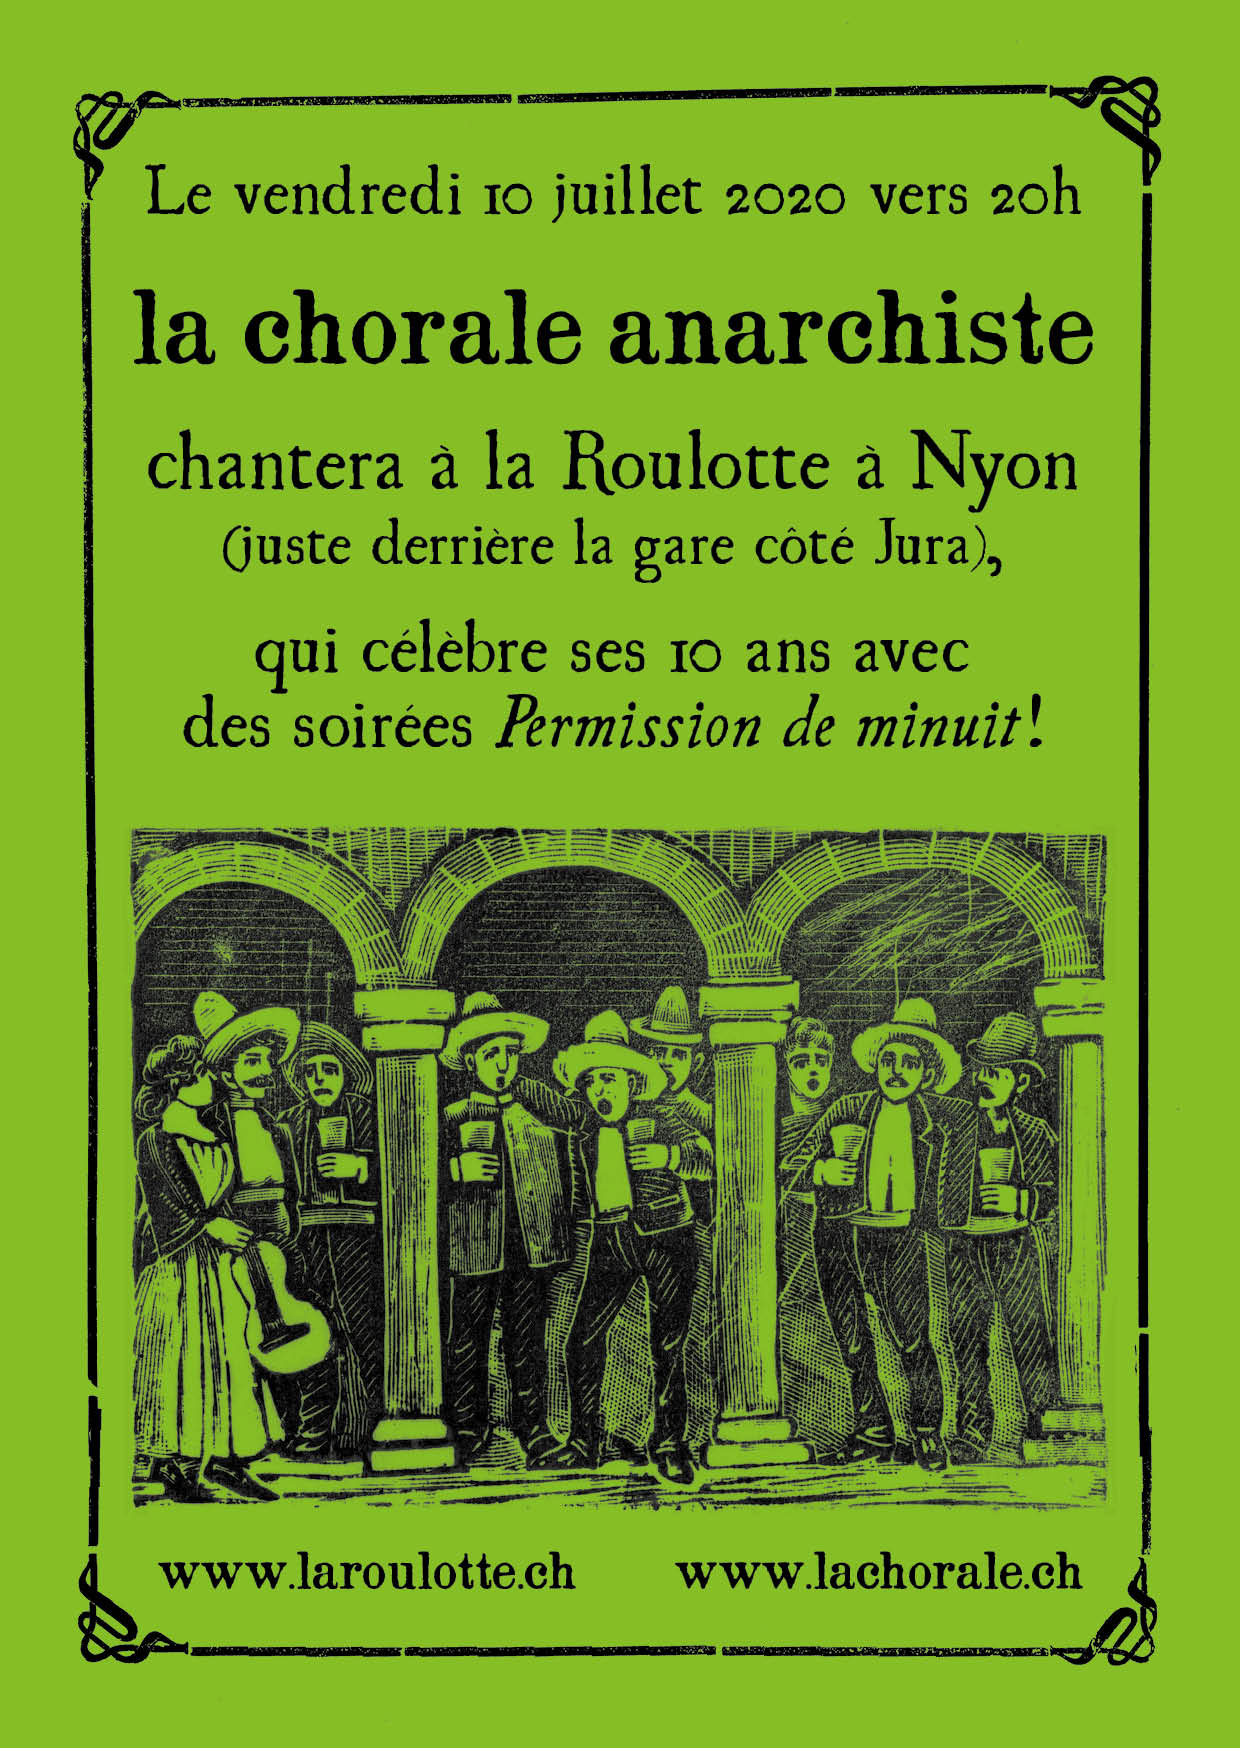 Le vendredi 10 juillet 2020 vers 20h
la chorale anarchiste
chantera à la Roulotte à Nyon
(juste derrière la gare côté Jura),
qui célèbre ses 10 ans avec
des soirées Permission de minuit!
www.laroulotte.ch www.lachorale.ch